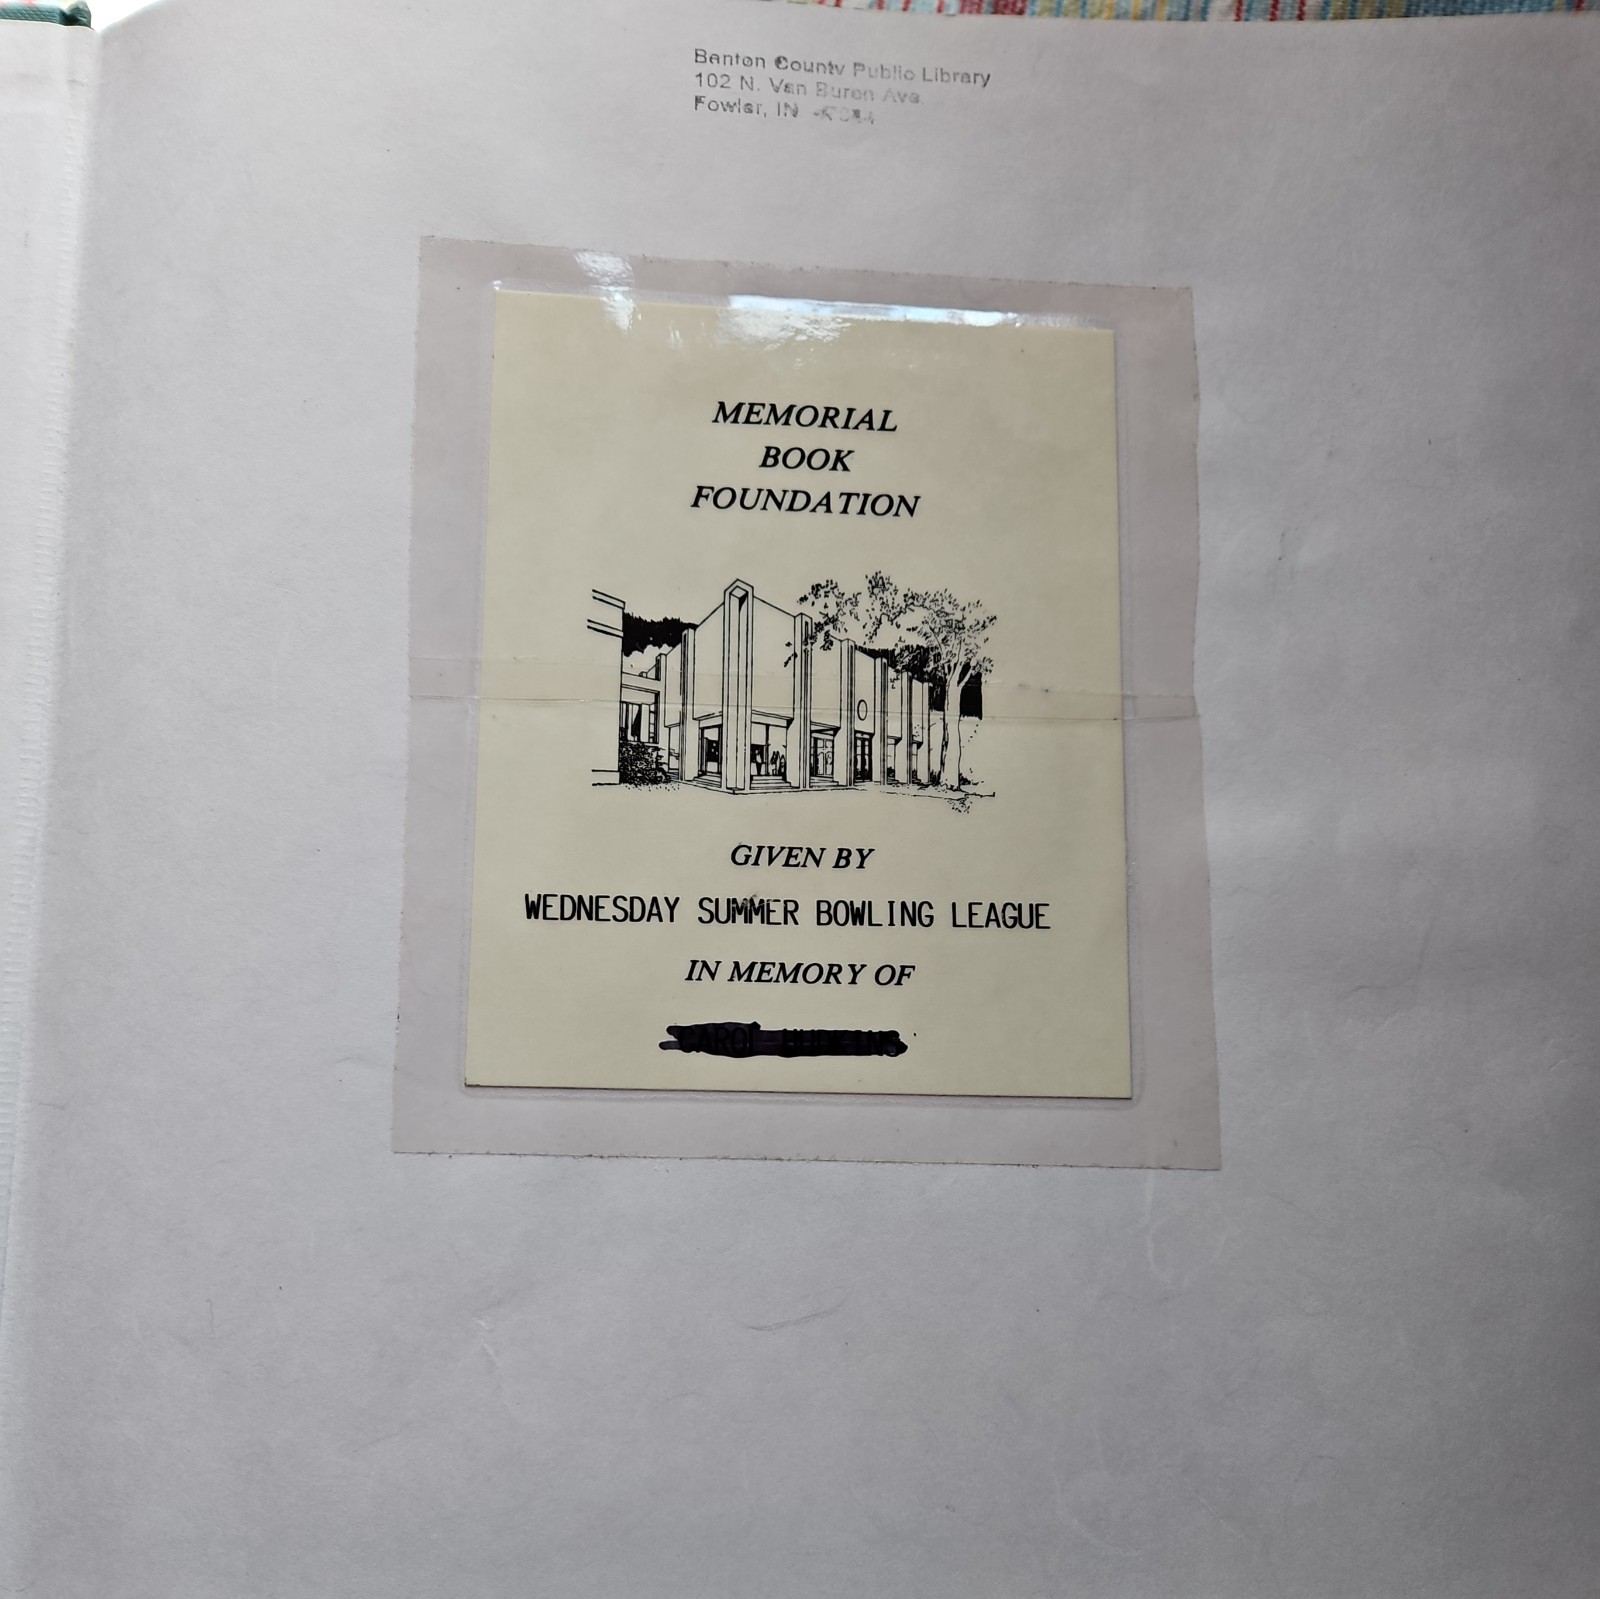 Benton County Public Library
102 N. Van Buren Ave.
Fowler, IN
MEMORIAL
BOOK
FOUNDATION
GIVEN BY
WEDNESDAY SUMMER BOWLING LEAGUE
IN MEMORY OF